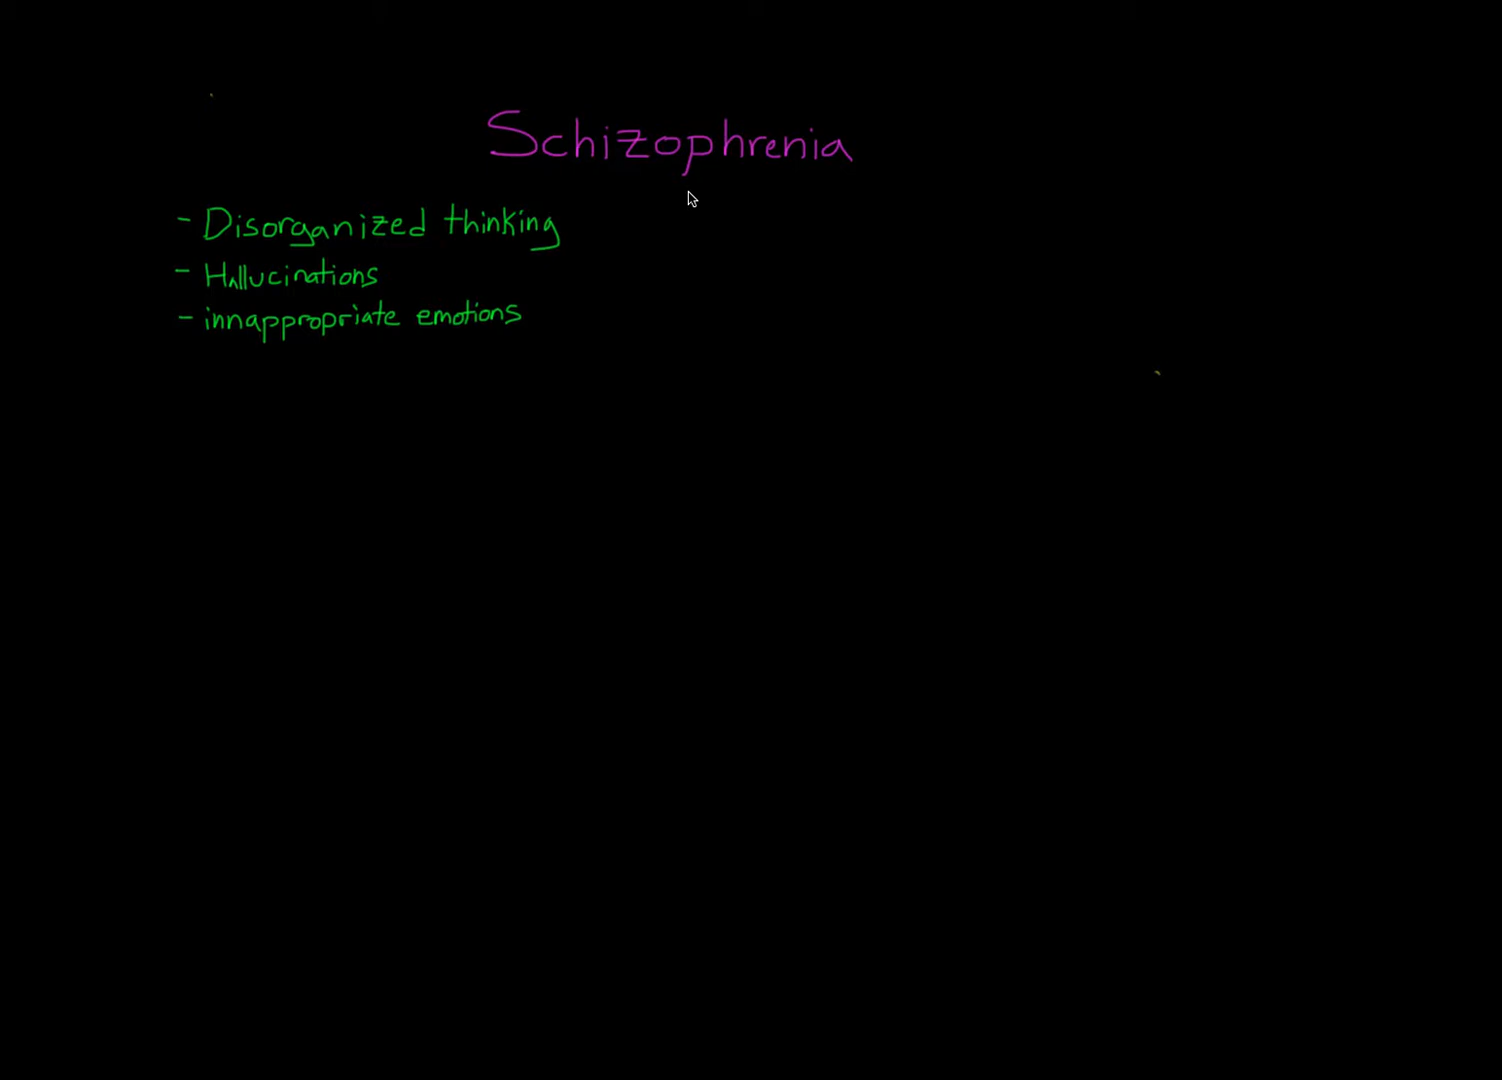 Schizophrenia
- Disorganized thinking
- Hallucinations
- innappropriate emotions